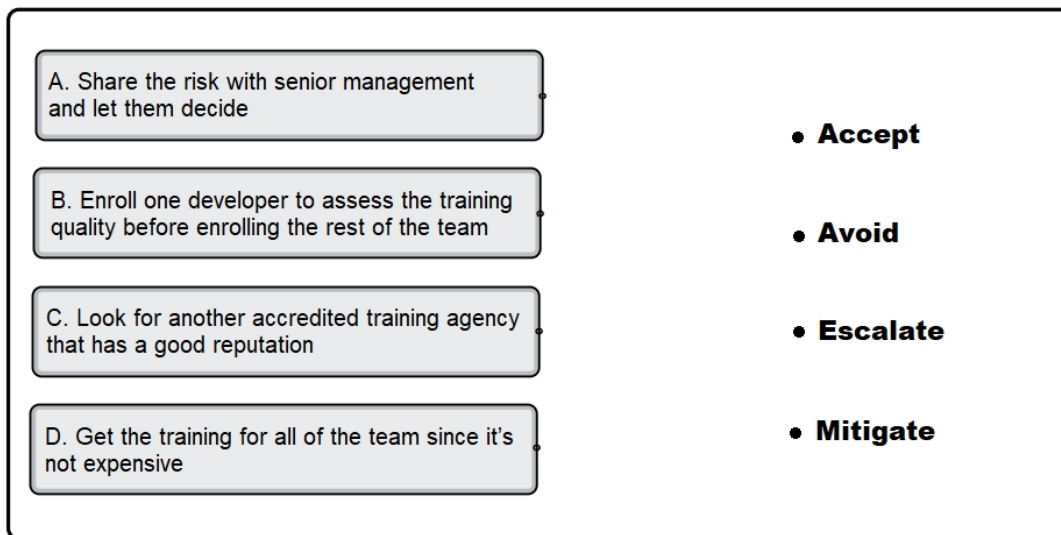 A. Share the risk with senior management
and let them decide
B. Enroll one developer to assess the training
quality before enrolling the rest of the team
C. Look for another accredited training agency
that has a good reputation
D. Get the training for all of the team since it's
not expensive
• Accept
• Avoid
• Escalate
• Mitigate